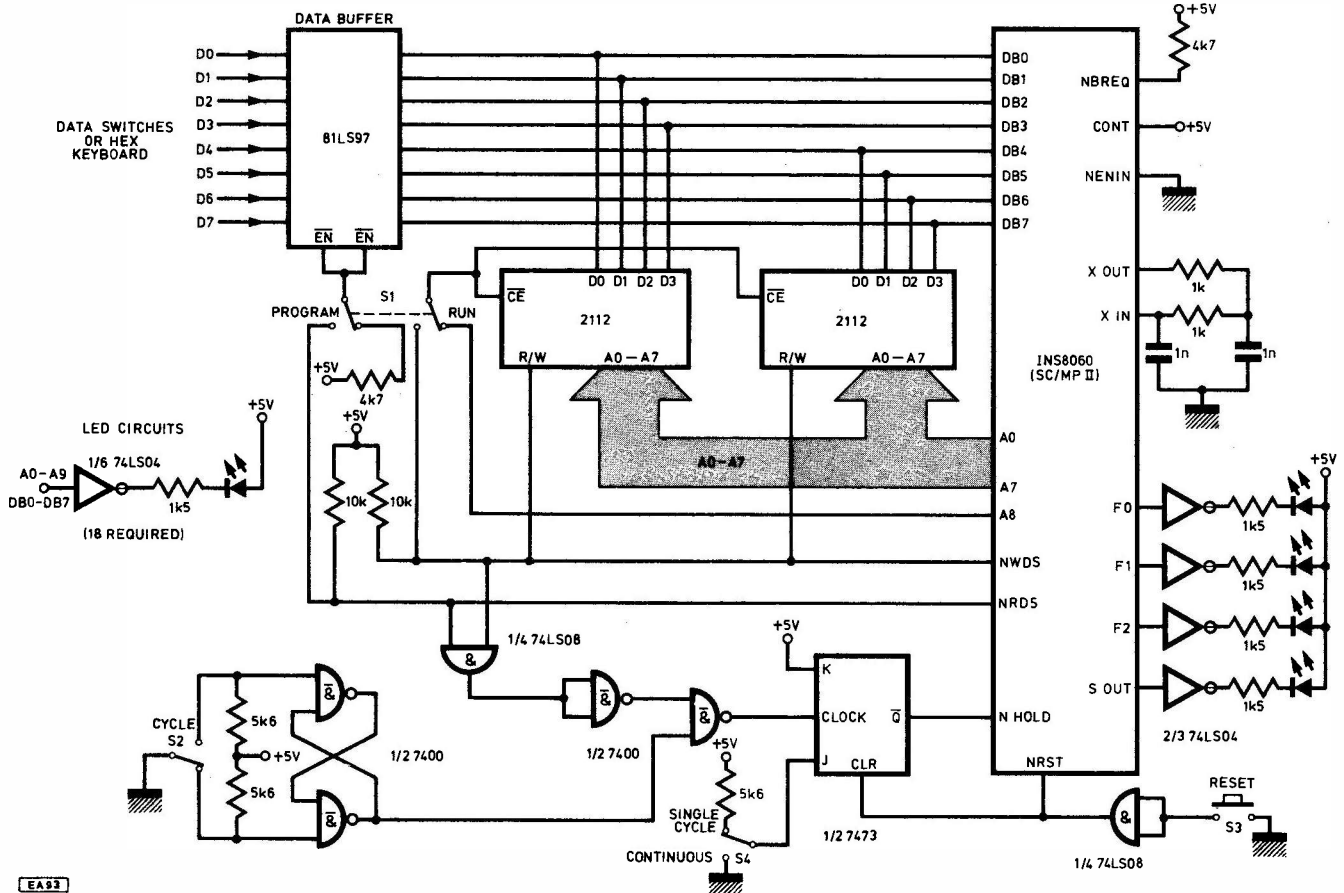 DATA BUFFER
D0
D1
D2
D3
D4
D5
D6
D7
DATA SWITCHES
OR HEX
KEYBOARD
81LS97
EN EN
DB0
DB1
DB2
DB3
DB4
DB5
DB6
DB7
+5V
4k7
NBREQ
CONT
+5V
NENIN
X OUT
1k
X IN
1k
1n
1n
INS8060
(SC/MP II)
PROGRAM
S1
RUN
+5V
4k7
CE
D0 D1 D2 D3
2112
R/W
A0-A7
CE
D0 D1 D2 D3
2112
R/W
A0-A7
A0-A7
A0
A7
A8
NWDS
NRDS
LED CIRCUITS
+5V
A0-A9
1/6 74LS04
DB0-DB7
1k5
(18 REQUIRED)
+5V
10k
10k
+5V
F0
1k5
F1
1k5
F2
1k5
S OUT
1k5
2/3 74LS04
&
1/4 74LS08
CYCLE
S2
5k6
+5V
5k6
&
&
1/2 7400
&
&
1/2 7400
+5V
K
CLOCK
Q
J
CLR
1/2 7473
N HOLD
NRST
+5V
5k6
SINGLE
CYCLE
CONTINUOUS
S4
&
1/4 74LS08
RESET
S3
EA93